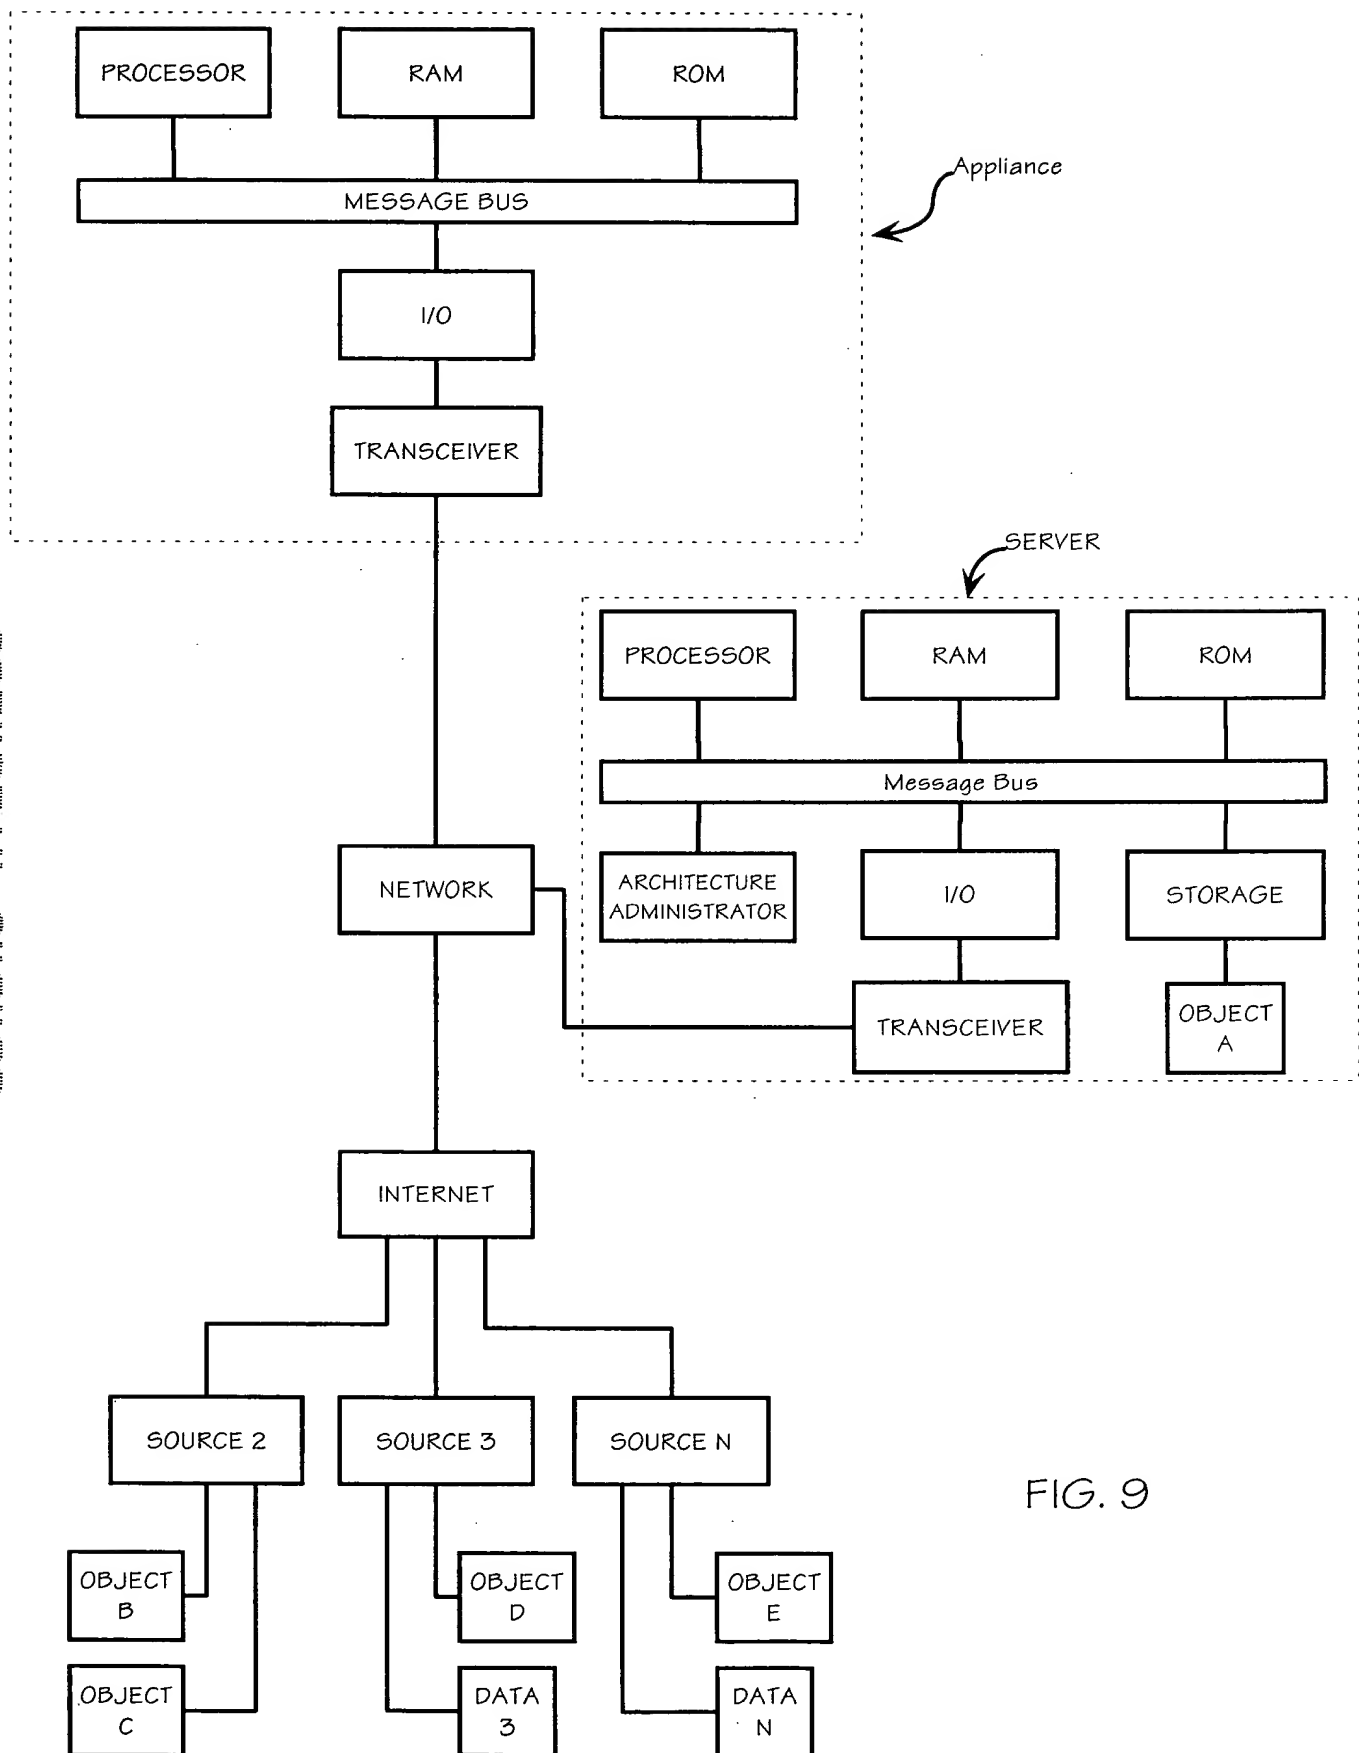 PROCESSOR
RAM
ROM
MESSAGE BUS
Appliance
I/O
TRANSCEIVER
SERVER
PROCESSOR
RAM
ROM
Message Bus
NETWORK
ARCHITECTURE
ADMINISTRATOR
I/O
STORAGE
TRANSCEIVER
OBJECT
A
INTERNET
SOURCE 2
SOURCE 3
SOURCE N
FIG. 9
OBJECT
B
OBJECT
D
OBJECT
E
OBJECT
C
DATA
3
DATA
N